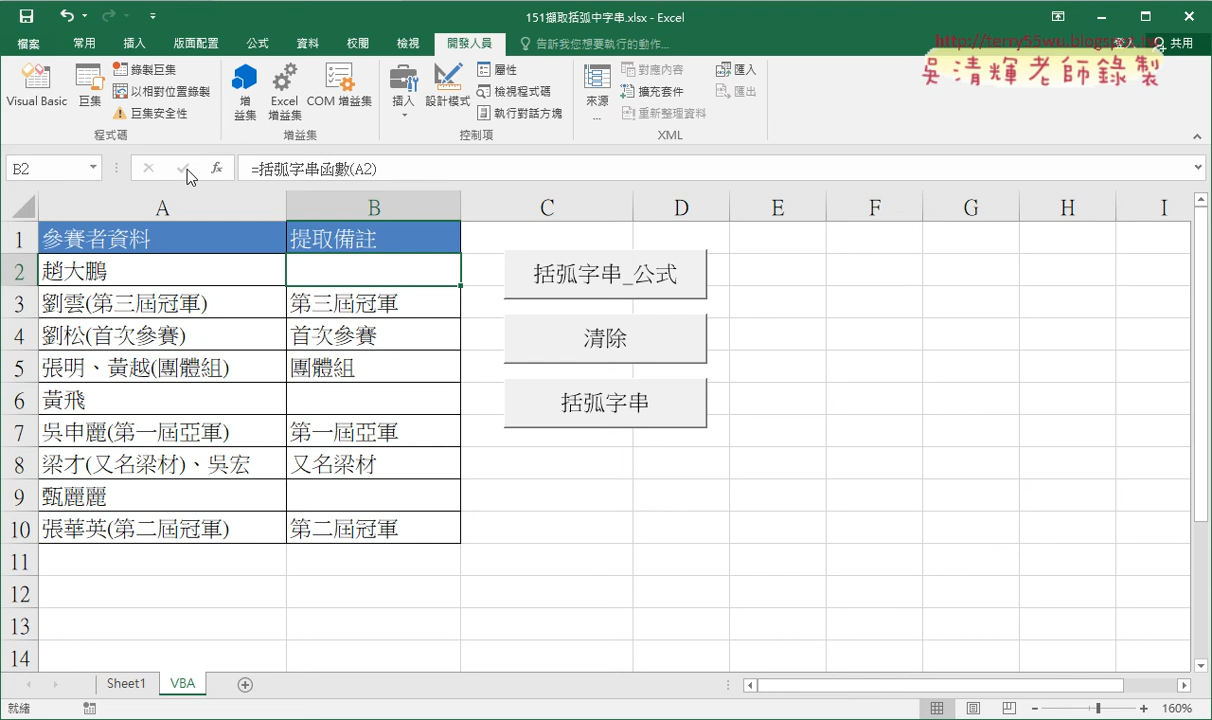 151擷取括弧中字串.xlsx - Excel
檔案 常用 插入 版面配置 公式 資料 校閱 檢視 開發人員 告訴我您想要執行的動作... 登入 共用
http://terry55wu.blogspot.tw
吳清輝老師錄製
Visual Basic 巨集 錄製巨集 以相對位置錄製 巨集安全性
程式碼
增益集 Excel 增益集 COM 增益集
增益集
插入 設計模式 屬性 檢視程式碼 執行對話方塊
控制項
來源... 對應內容 擴充套件 重新整理資料 匯入 匯出
XML
B2 fx =括弧字串函數(A2)
A B C D E F G H I
1 參賽者資料 提取備註
2 趙大鵬
3 劉雲(第三屆冠軍) 第三屆冠軍
4 劉松(首次參賽) 首次參賽
5 張明、黃越(團體組) 團體組
6 黃飛
7 吳申麗(第一屆亞軍) 第一屆亞軍
8 梁才(又名梁材)、吳宏 又名梁材
9 甄麗麗
10 張華英(第二屆冠軍) 第二屆冠軍
11
12
13
14
括弧字串_公式
清除
括弧字串
Sheet1 VBA
就緒 160%